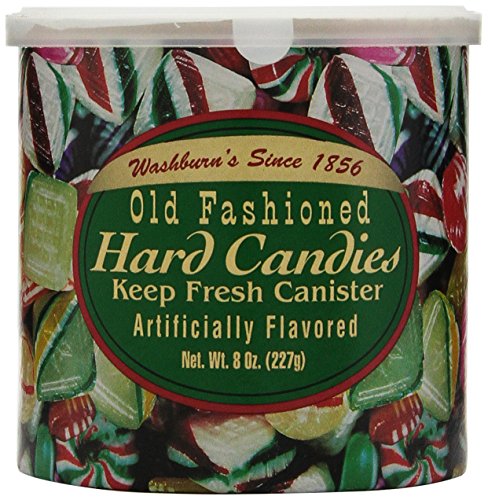 Washburn's Since 1856
Old Fashioned
Hard Candies
Keep Fresh Canister
Artificially Flavored
Net. Wt. 8 Oz. (227g)